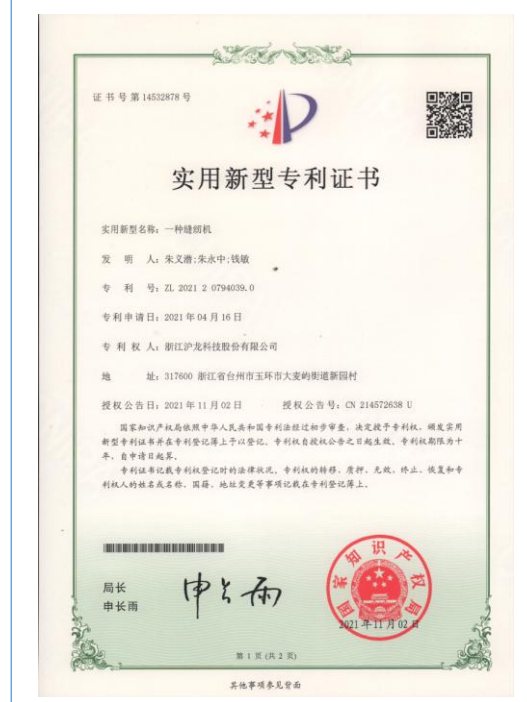 证书号第14532878号
实用新型专利证书
实用新型名称：一种缝纫机
发明人：朱义潽;朱永中;钱敏
专利号：ZL 2021 2 0794039.0
专利申请日：2021年04月16日
专利权人：浙江沪龙科技股份有限公司
地址：317600 浙江省台州市玉环市大麦屿街道新园村
授权公告日：2021年11月02日 授权公告号：CN 214572638 U
国家知识产权局依照中华人民共和国专利法经过初步审查，决定授予专利权，颁发实用
新型专利证书并在专利登记簿上予以登记。专利权自授权公告之日起生效。专利权期限为十
年，自申请日起算。
专利证书记载专利权登记时的法律状况。专利权的转移、质押、无效、终止、恢复和专
利权人的姓名或名称、国籍、地址变更等事项记载在专利登记簿上。
局长
申长雨
申长雨
国家知识产权局
2021年11月02日
第 1 页 (共 2 页)
其他事项参见背面